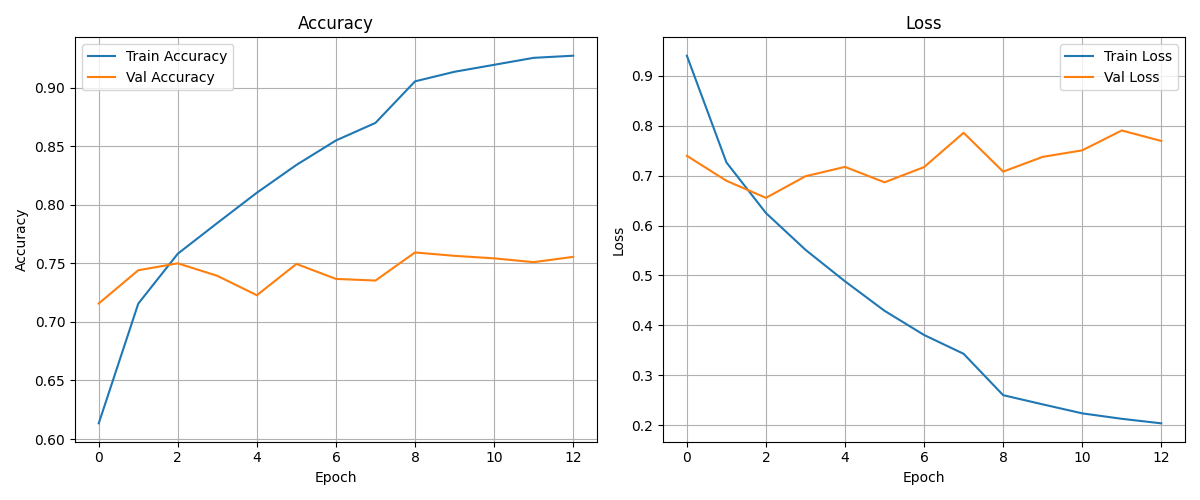 Accuracy
Train Accuracy
Val Accuracy
0.90
0.85
0.80
0.75
0.70
0.65
0.60
Accuracy
0 2 4 6 8 10 12
Epoch
Loss
Train Loss
Val Loss
0.9
0.8
0.7
0.6
0.5
0.4
0.3
0.2
Loss
0 2 4 6 8 10 12
Epoch